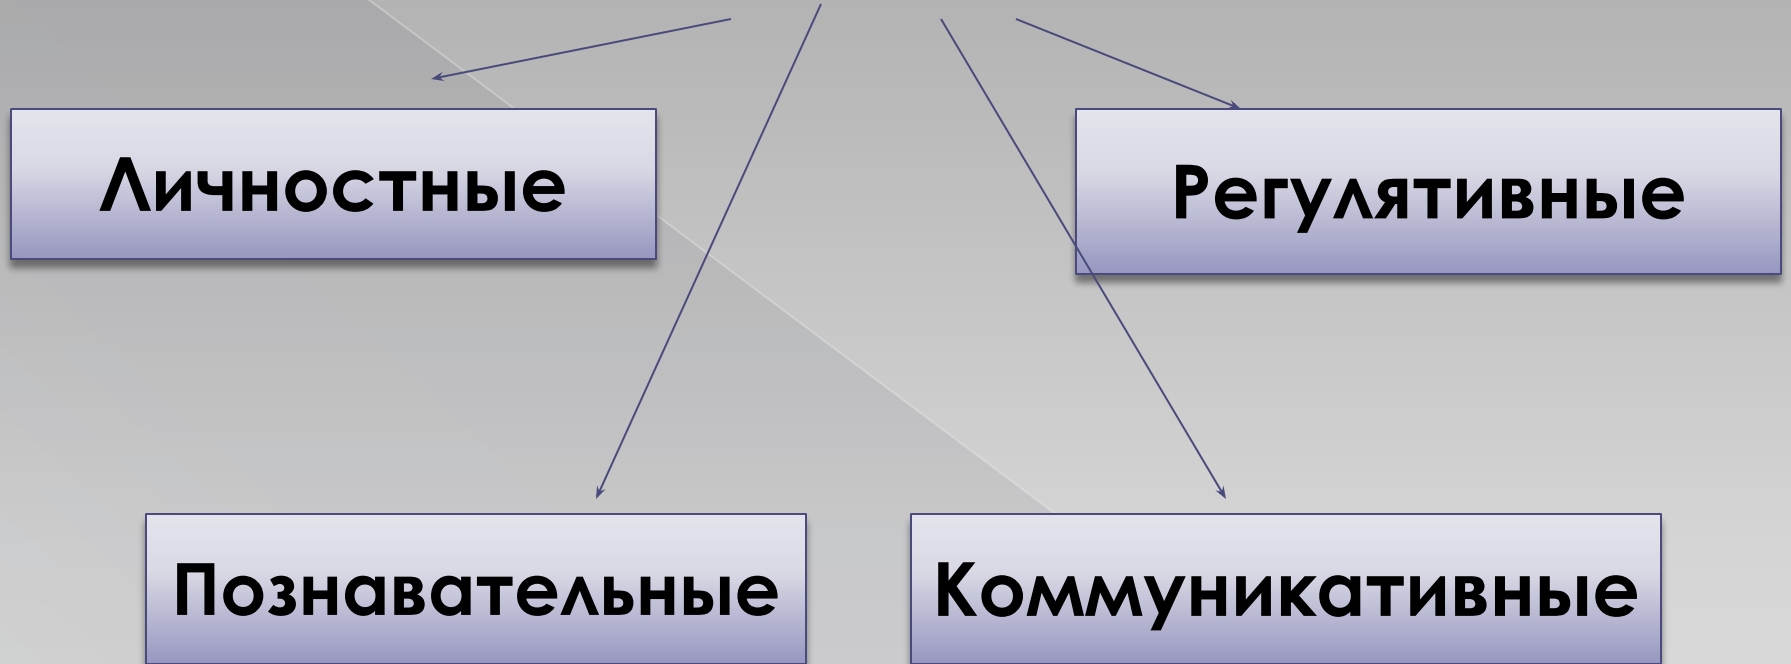 Личностные
Регулятивные
Познавательные
Коммуникативные